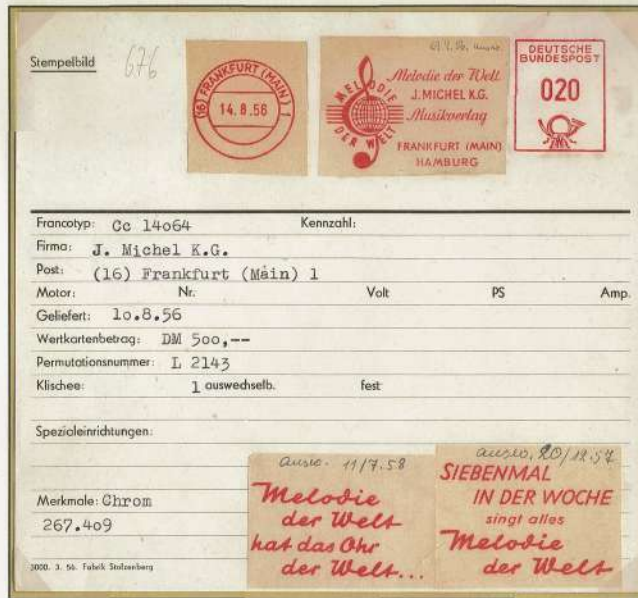 Stempelbild
676
(16) FRANKFURT (MAIN) 1
14.8.56
MELODIE DER WELT
Melodie der Welt
J. MICHEL K.G.
Musikverlag
FRANKFURT (MAIN)
HAMBURG
DEUTSCHE
BUNDESPOST
020
Francotyp: Cc 14o64 Kennzahl:
Firma: J. Michel K.G.
Post: (16) Frankfurt (Main) 1
Motor: Nr. Volt PS Amp.
Geliefert: 1o.8.56
Wertkartenbetrag: DM 5oo,--
Permutationsnummer: L 2143
Klischee: 1 auswechselb. fest
Spezialeinrichtungen:
Merkmale: Chrom
267.4o9
ausw. 11/7.58
Melodie
der Welt
hat das Ohr
der Welt...
ausw. 20/12.57
SIEBENMAL
IN DER WOCHE
singt alles
Melodie
der Welt
3000. 3. 56. Fabrik Stolzenberg